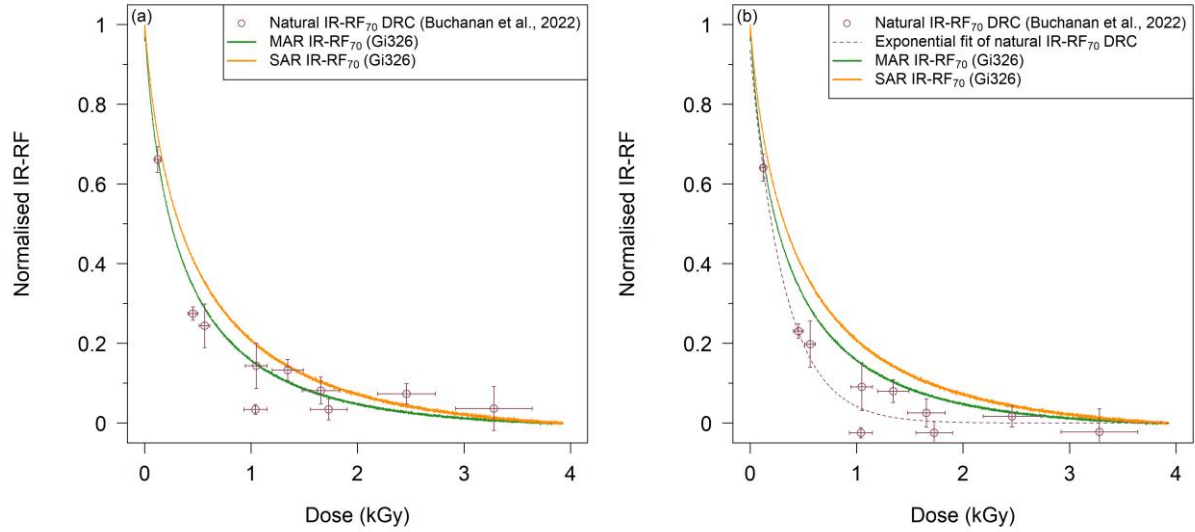 (a)
Natural IR-RF₇₀ DRC (Buchanan et al., 2022)
MAR IR-RF₇₀ (Gi326)
SAR IR-RF₇₀ (Gi326)
Normalised IR-RF
1
0.8
0.6
0.4
0.2
0
0 1 2 3 4
Dose (kGy)
(b)
Natural IR-RF₇₀ DRC (Buchanan et al., 2022)
Exponential fit of natural IR-RF₇₀ DRC
MAR IR-RF₇₀ (Gi326)
SAR IR-RF₇₀ (Gi326)
Normalised IR-RF
1
0.8
0.6
0.4
0.2
0
0 1 2 3 4
Dose (kGy)